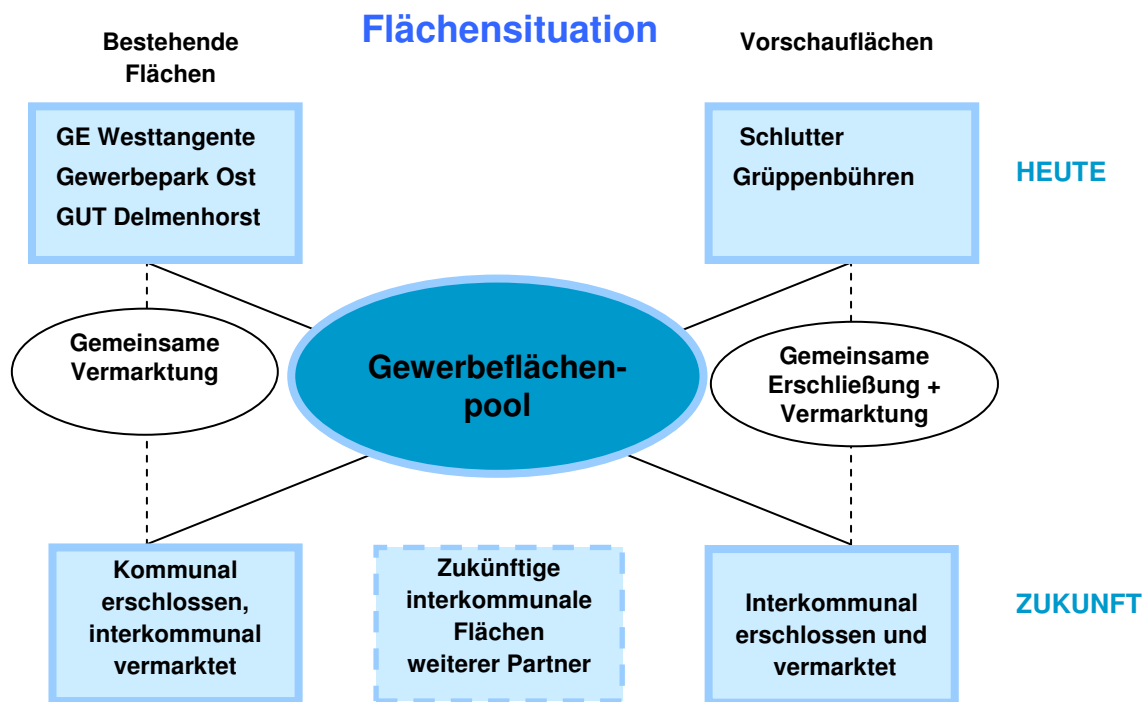 Flächensituation
Bestehende
Flächen
Vorschauflächen
GE Westtangente
Gewerbepark Ost
GUT Delmenhorst
Schlutter
Grüppenbühren
HEUTE
Gemeinsame
Vermarktung
Gewerbeflächen-
pool
Gemeinsame
Erschließung +
Vermarktung
Kommunal
erschlossen,
interkommunal
vermarktet
Zukünftige
interkommunale
Flächen
weiterer Partner
Interkommunal
erschlossen und
vermarktet
ZUKUNFT